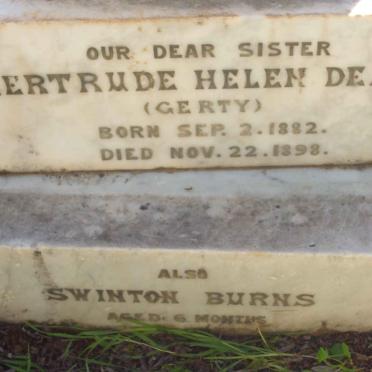 OUR DEAR SISTER
ERTRUDE HELEN DE
(GERTY)
BORN SEP. 2. 1882.
DIED NOV. 22. 1898.
ALSO
SWINTON BURNS
AGED 6 MONTHS